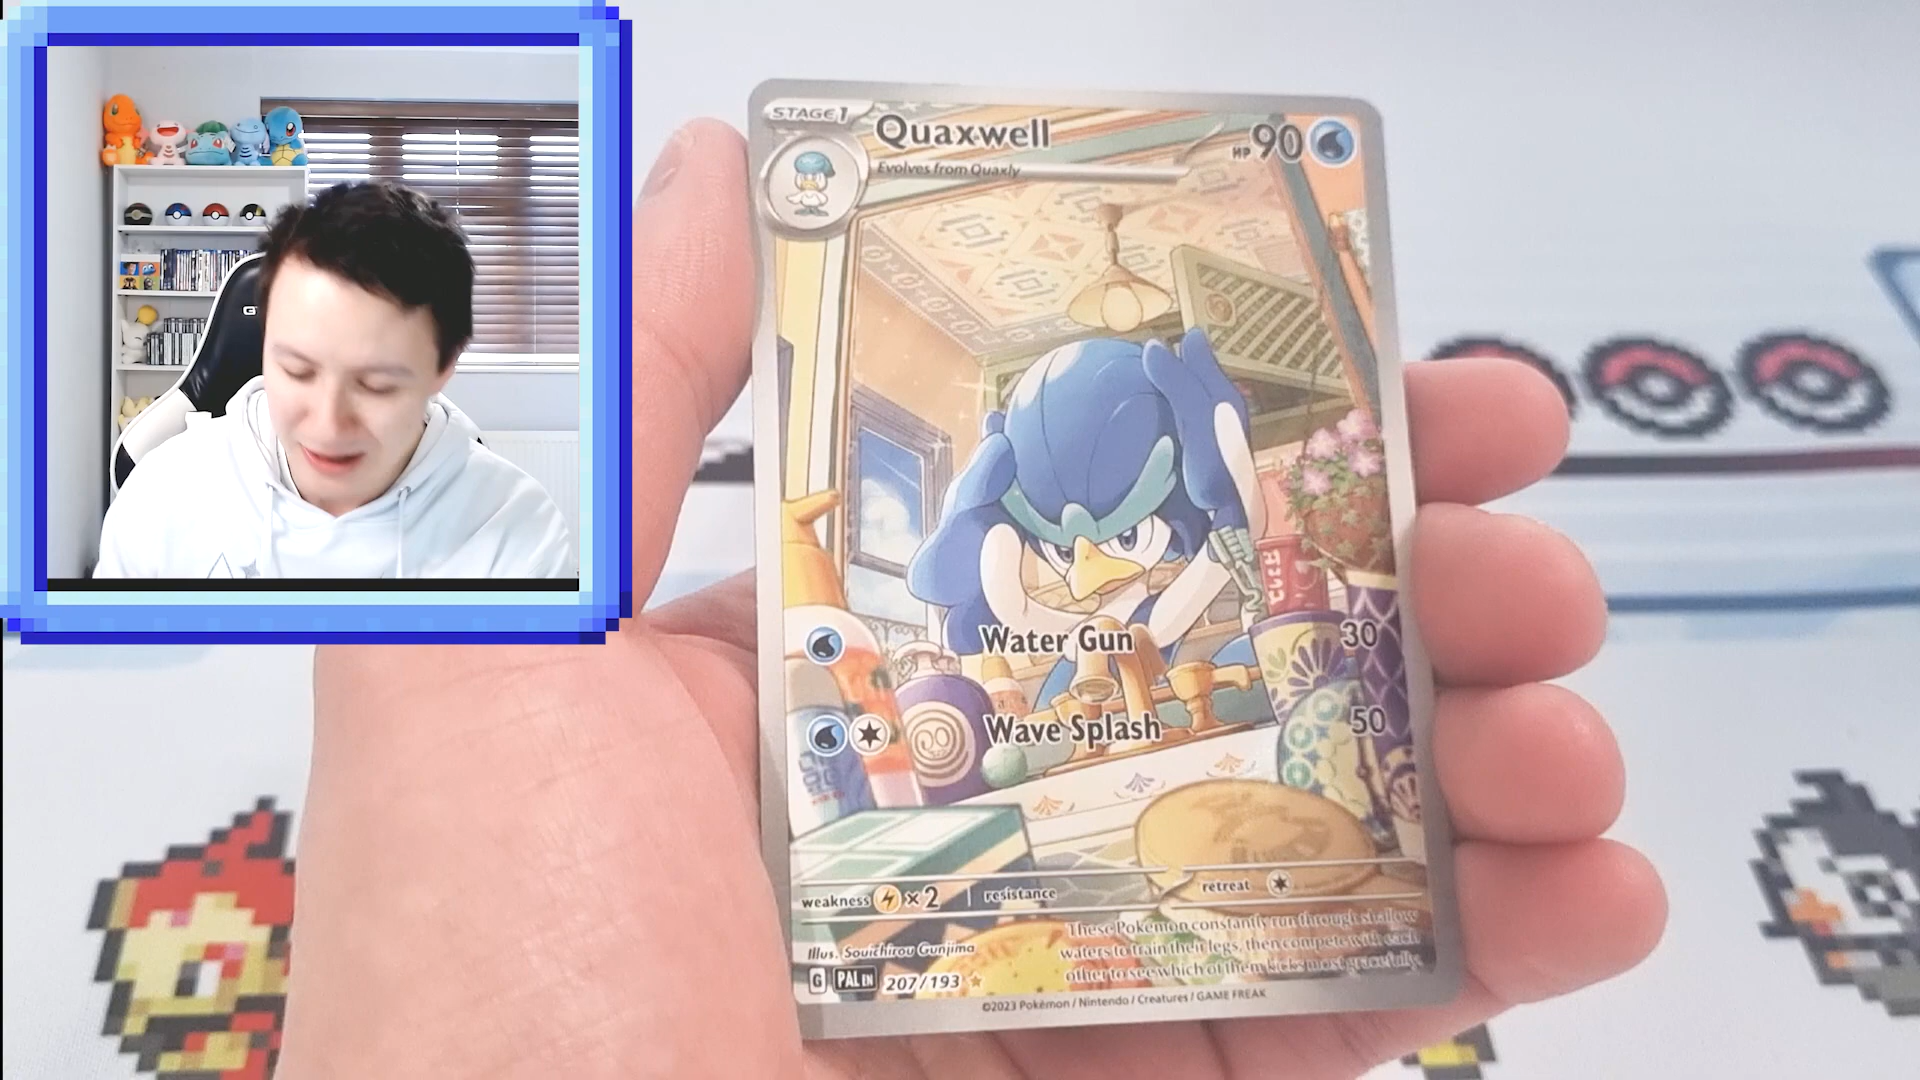 STAGE 1
Quaxwell
HP 90
Evolves from Quaxly
Water Gun 30
Wave Splash 50
weakness ×2 resistance retreat
These Pokémon constantly run through shallow
waters to train their legs, then compete with each
other to see which of them kicks most gracefully.
Illus. Souichirou Gunjima
G PAL EN 207/193
©2023 Pokémon / Nintendo / Creatures / GAME FREAK